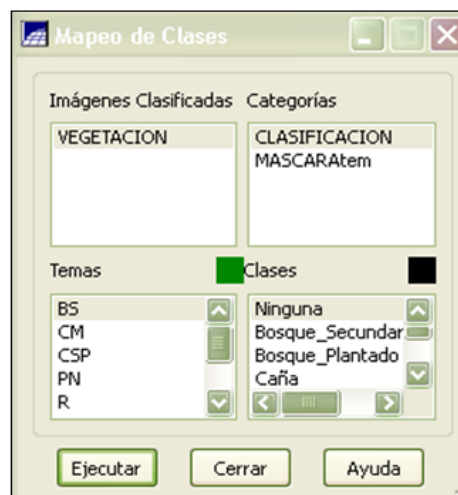 Mapeo de Clases
Imágenes Clasificadas Categorías
VEGETACION
CLASIFICACION
MASCARAtem
Temas Clases
BS
CM
CSP
PN
R
Ninguna
Bosque_Secundar
Bosque_Plantado
Caña
Ejecutar Cerrar Ayuda